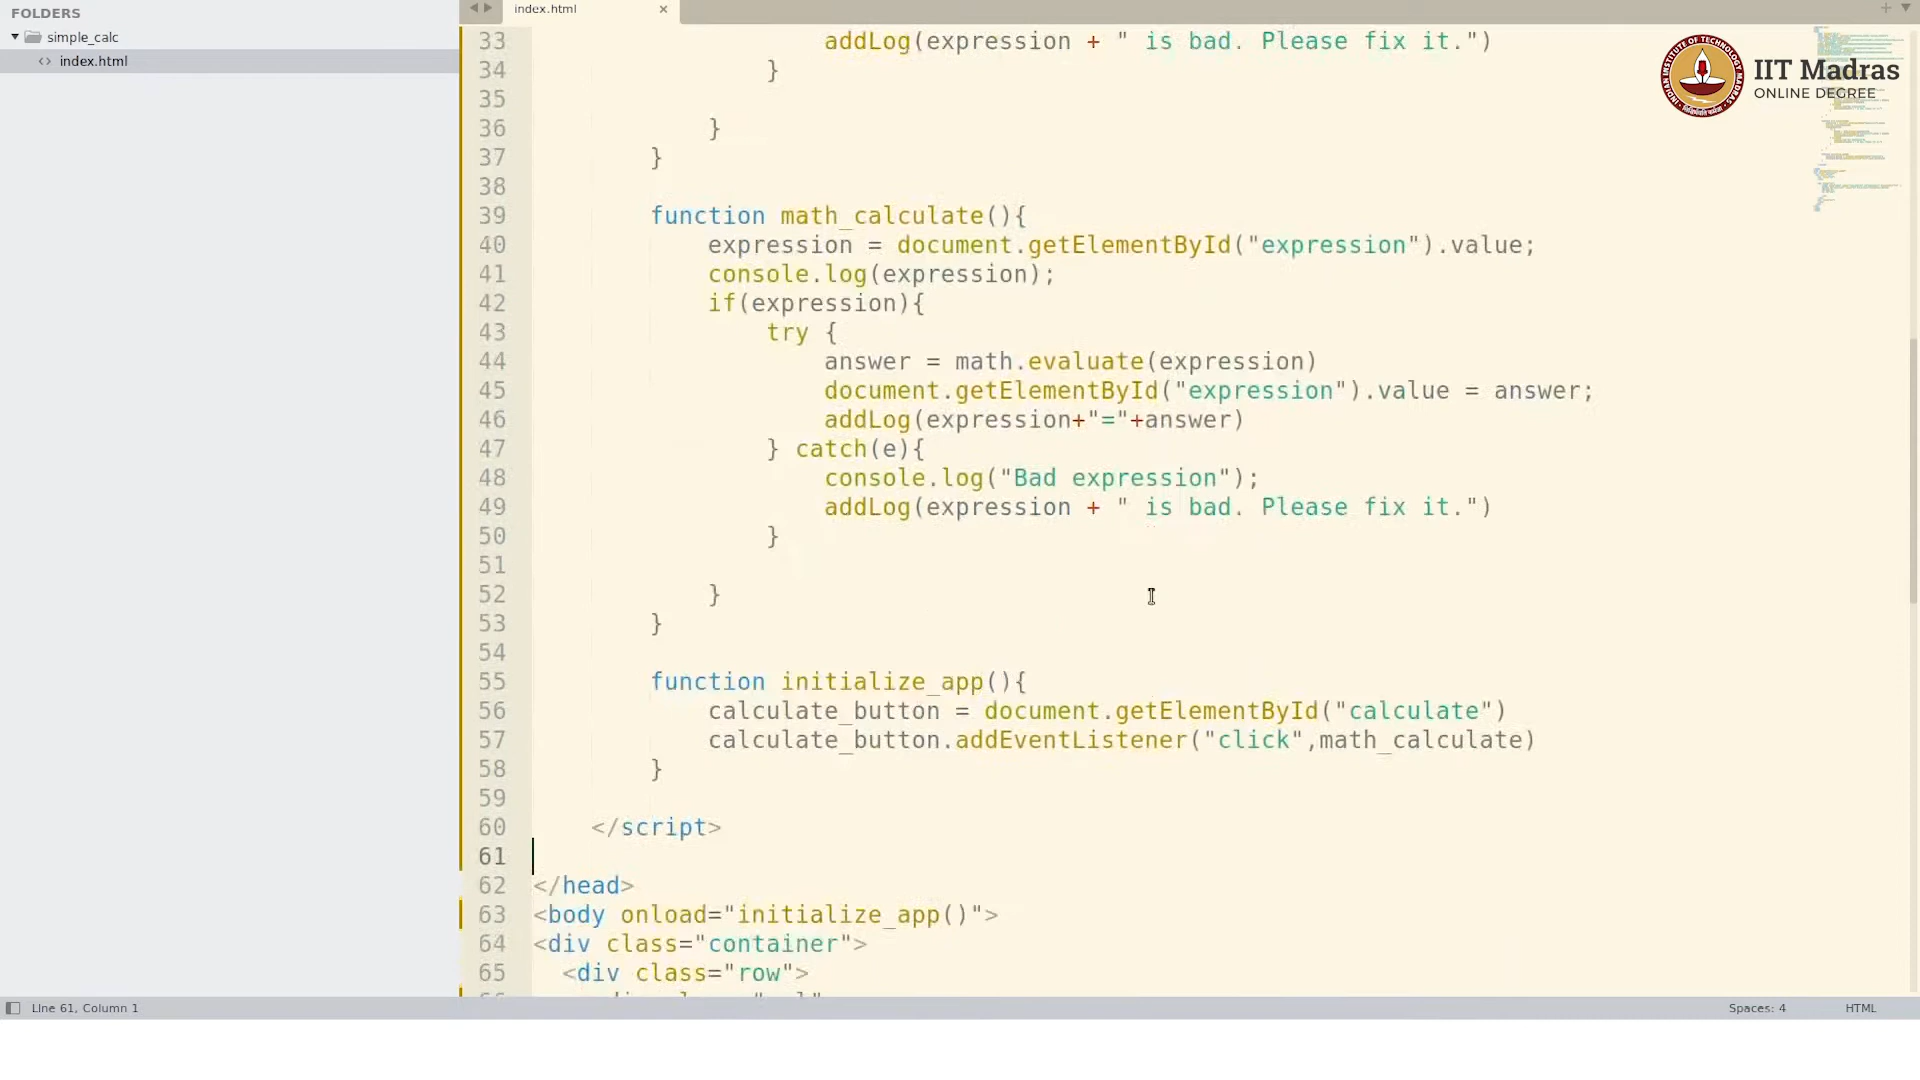 FOLDERS
simple_calc
index.html
index.html
IIT Madras
ONLINE DEGREE
33 addLog(expression + " is bad. Please fix it.")
34 }
35
36 }
37 }
38
39 function math_calculate(){
40 expression = document.getElementById("expression").value;
41 console.log(expression);
42 if(expression){
43 try {
44 answer = math.evaluate(expression)
45 document.getElementById("expression").value = answer;
46 addLog(expression+"="+answer)
47 } catch(e){
48 console.log("Bad expression");
49 addLog(expression + " is bad. Please fix it.")
50 }
51
52 }
53 }
54
55 function initialize_app(){
56 calculate_button = document.getElementById("calculate")
57 calculate_button.addEventListener("click",math_calculate)
58 }
59
60 </script>
61
62 </head>
63 <body onload="initialize_app()">
64 <div class="container">
65 <div class="row">
Line 61, Column 1
Spaces: 4
HTML